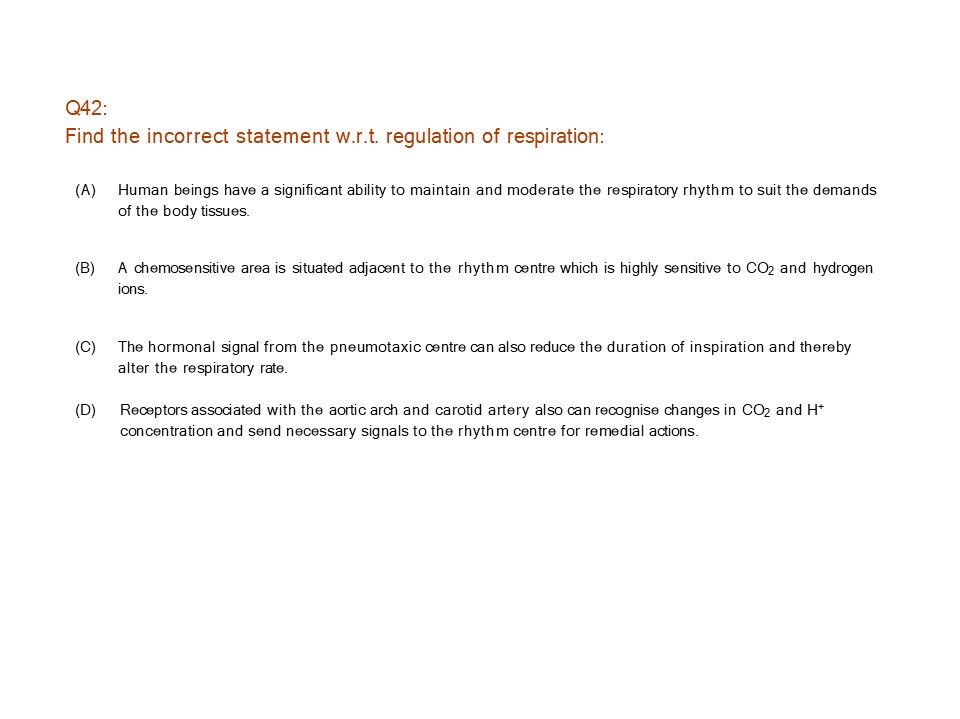 Q42:
Find the incorrect statement w.r.t. regulation of respiration:
(A) Human beings have a significant ability to maintain and moderate the respiratory rhythm to suit the demands
of the body tissues.
(B) A chemosensitive area is situated adjacent to the rhythm centre which is highly sensitive to CO₂ and hydrogen
ions.
(C) The hormonal signal from the pneumotaxic centre can also reduce the duration of inspiration and thereby
alter the respiratory rate.
(D) Receptors associated with the aortic arch and carotid artery also can recognise changes in CO₂ and H⁺
concentration and send necessary signals to the rhythm centre for remedial actions.